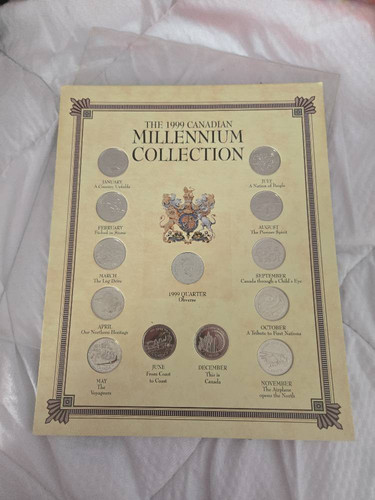 THE 1999 CANADIAN
MILLENNIUM
COLLECTION
JANUARY
A Country Unfolds
JULY
A Nation of People
FEBRUARY
Etched in Stone
AUGUST
The Pioneer Spirit
MARCH
The Log Drive
SEPTEMBER
Canada through a Child's Eye
1999 QUARTER
Obverse
APRIL
Our Northern Heritage
OCTOBER
A Tribute to First Nations
MAY
The
Voyageurs
JUNE
From Coast
to Coast
DECEMBER
This is
Canada
NOVEMBER
The Airplane
opens the North